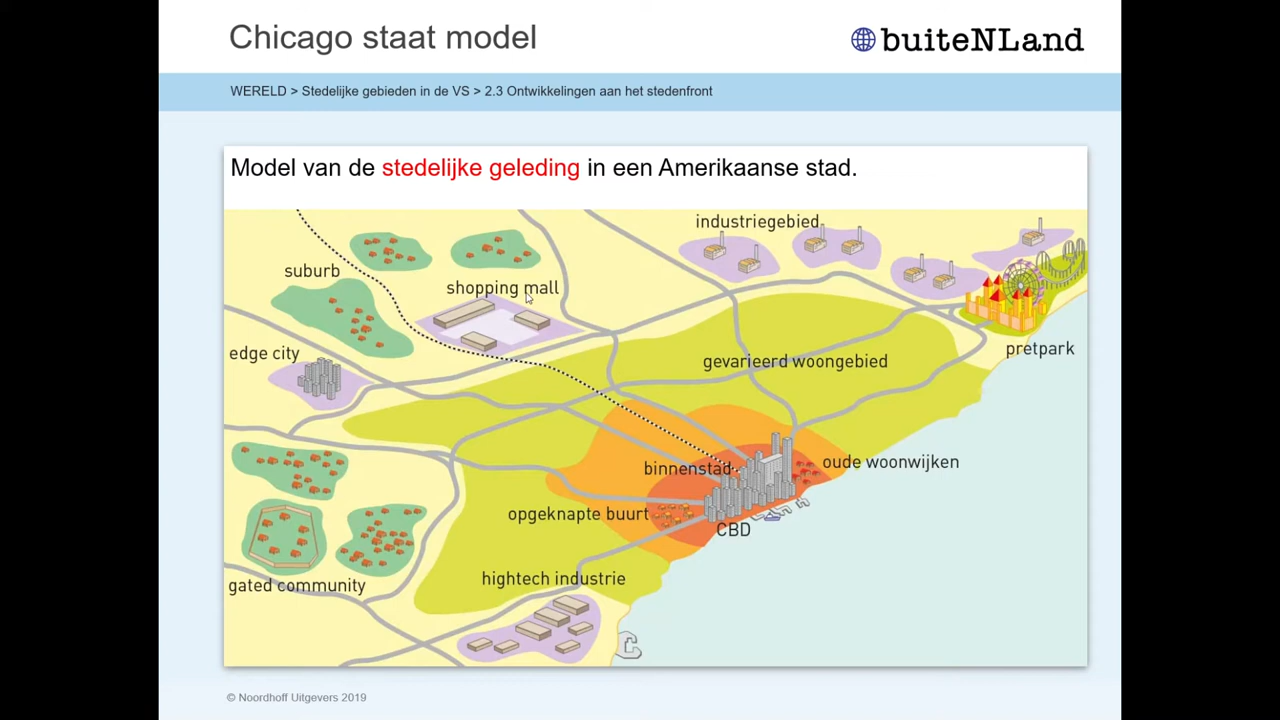 Chicago staat model
buiteNLand
WERELD > Stedelijke gebieden in de VS > 2.3 Ontwikkelingen aan het stedenfront
Model van de stedelijke geleding in een Amerikaanse stad.
industriegebied
suburb
shopping mall
edge city
pretpark
gevarieerd woongebied
binnenstad
oude woonwijken
opgeknapte buurt
CBD
hightech industrie
gated community
© Noordhoff Uitgevers 2019